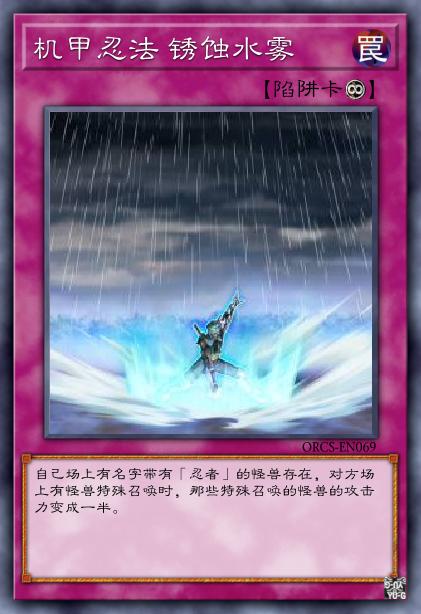 机甲忍法 锈蚀水雾
罠
【陷阱卡♾】
ORCS-EN069
自己场上有名字带有「忍者」的怪兽存在，对方场
上有怪兽特殊召唤时，那些特殊召唤的怪兽的攻击
力变成一半。